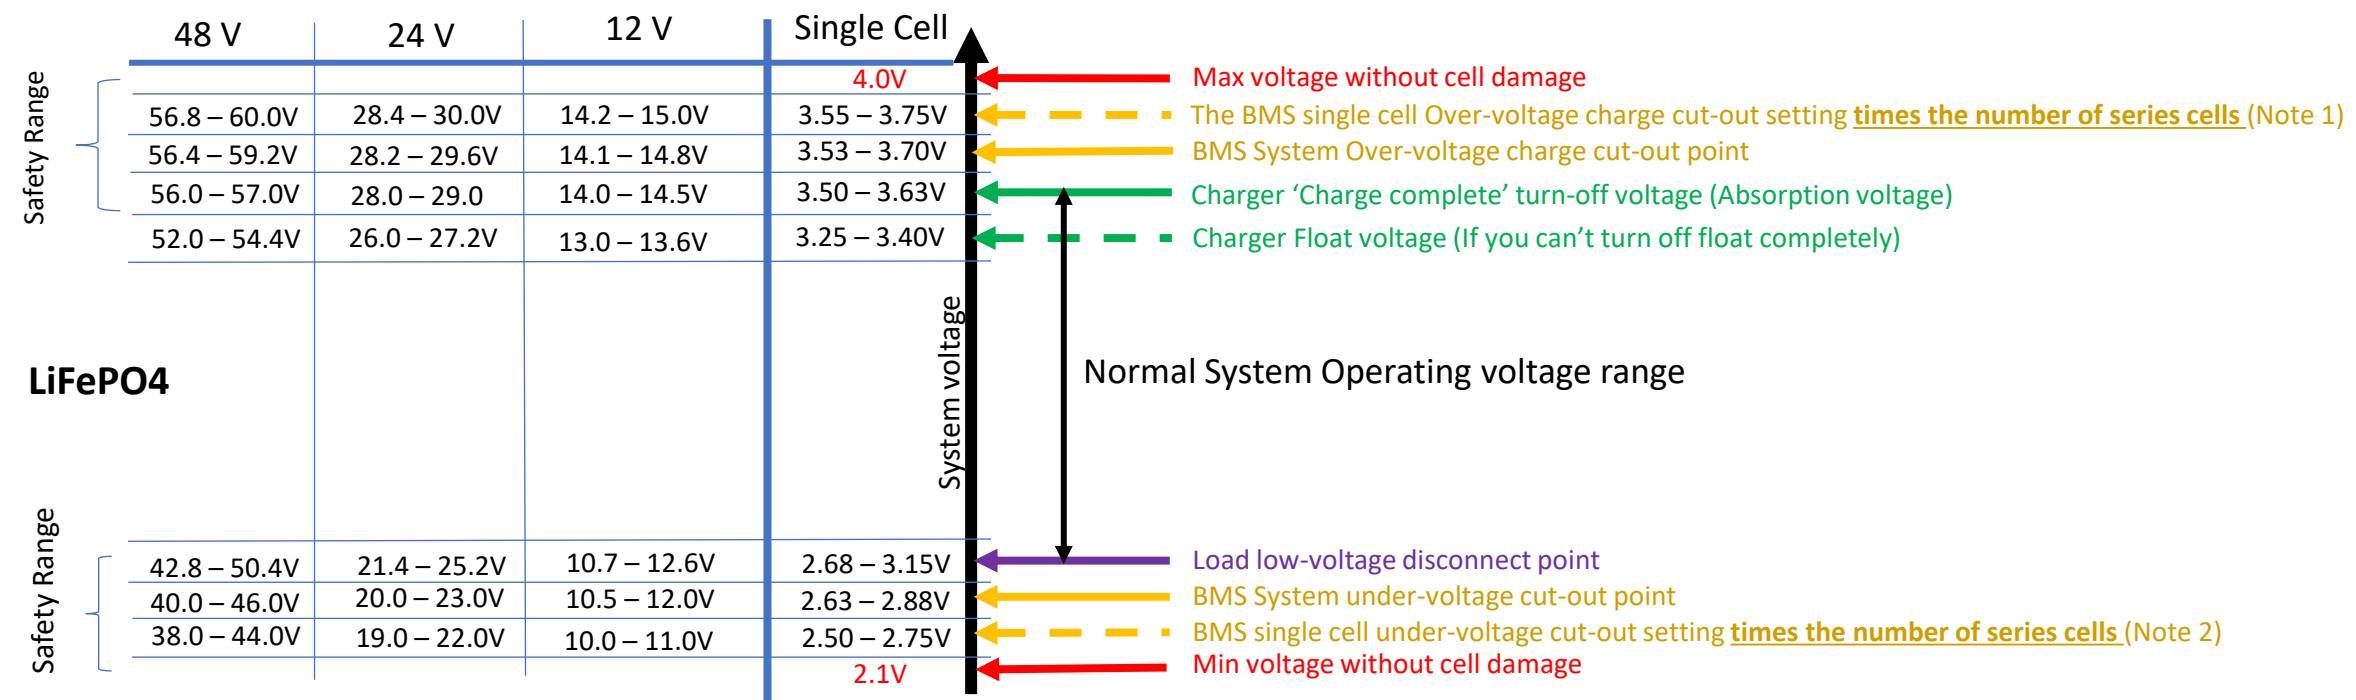 48 V 24 V 12 V Single Cell
4.0V Max voltage without cell damage
56.8 – 60.0V 28.4 – 30.0V 14.2 – 15.0V 3.55 – 3.75V The BMS single cell Over-voltage charge cut-out setting times the number of series cells (Note 1)
56.4 – 59.2V 28.2 – 29.6V 14.1 – 14.8V 3.53 – 3.70V BMS System Over-voltage charge cut-out point
56.0 – 57.0V 28.0 – 29.0 14.0 – 14.5V 3.50 – 3.63V Charger ‘Charge complete’ turn-off voltage (Absorption voltage)
52.0 – 54.4V 26.0 – 27.2V 13.0 – 13.6V 3.25 – 3.40V Charger Float voltage (If you can’t turn off float completely)
Safety Range
LiFePO4
System voltage
Normal System Operating voltage range
42.8 – 50.4V 21.4 – 25.2V 10.7 – 12.6V 2.68 – 3.15V Load low-voltage disconnect point
40.0 – 46.0V 20.0 – 23.0V 10.5 – 12.0V 2.63 – 2.88V BMS System under-voltage cut-out point
38.0 – 44.0V 19.0 – 22.0V 10.0 – 11.0V 2.50 – 2.75V BMS single cell under-voltage cut-out setting times the number of series cells (Note 2)
2.1V Min voltage without cell damage
Safety Range